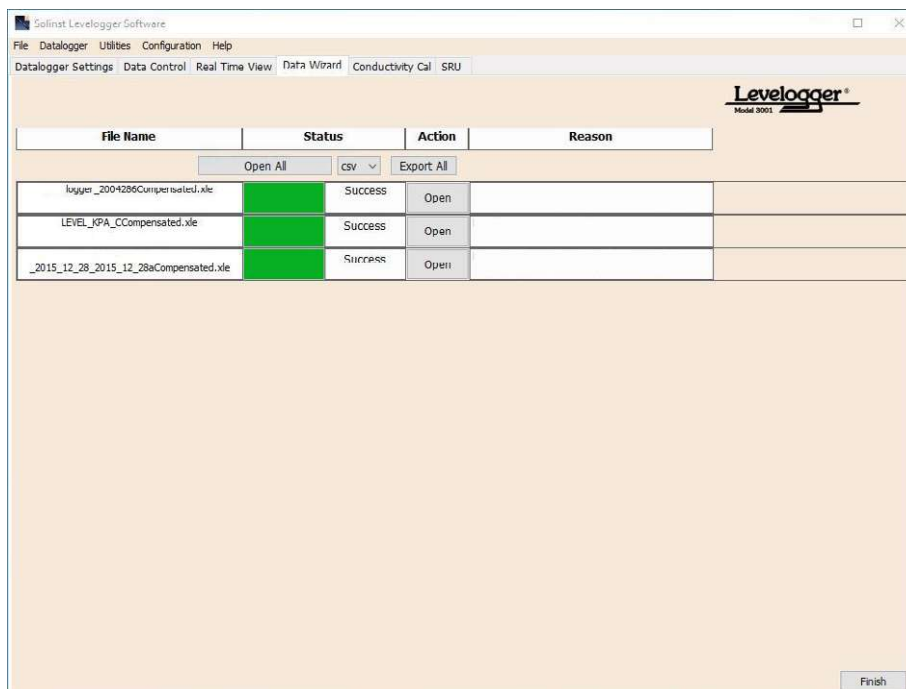 Solinst Levelogger Software
File Datalogger Utilities Configuration Help
Datalogger Settings Data Control Real Time View Data Wizard Conductivity Cal SRU
Levelogger®
Model 3001
File Name Status Action Reason
Open All csv Export All
logger_2004286Compensated.xle Success Open
LEVEL_KPA_CCompensated.xle Success Open
_2015_12_28_2015_12_28aCompensated.xle Success Open
Finish